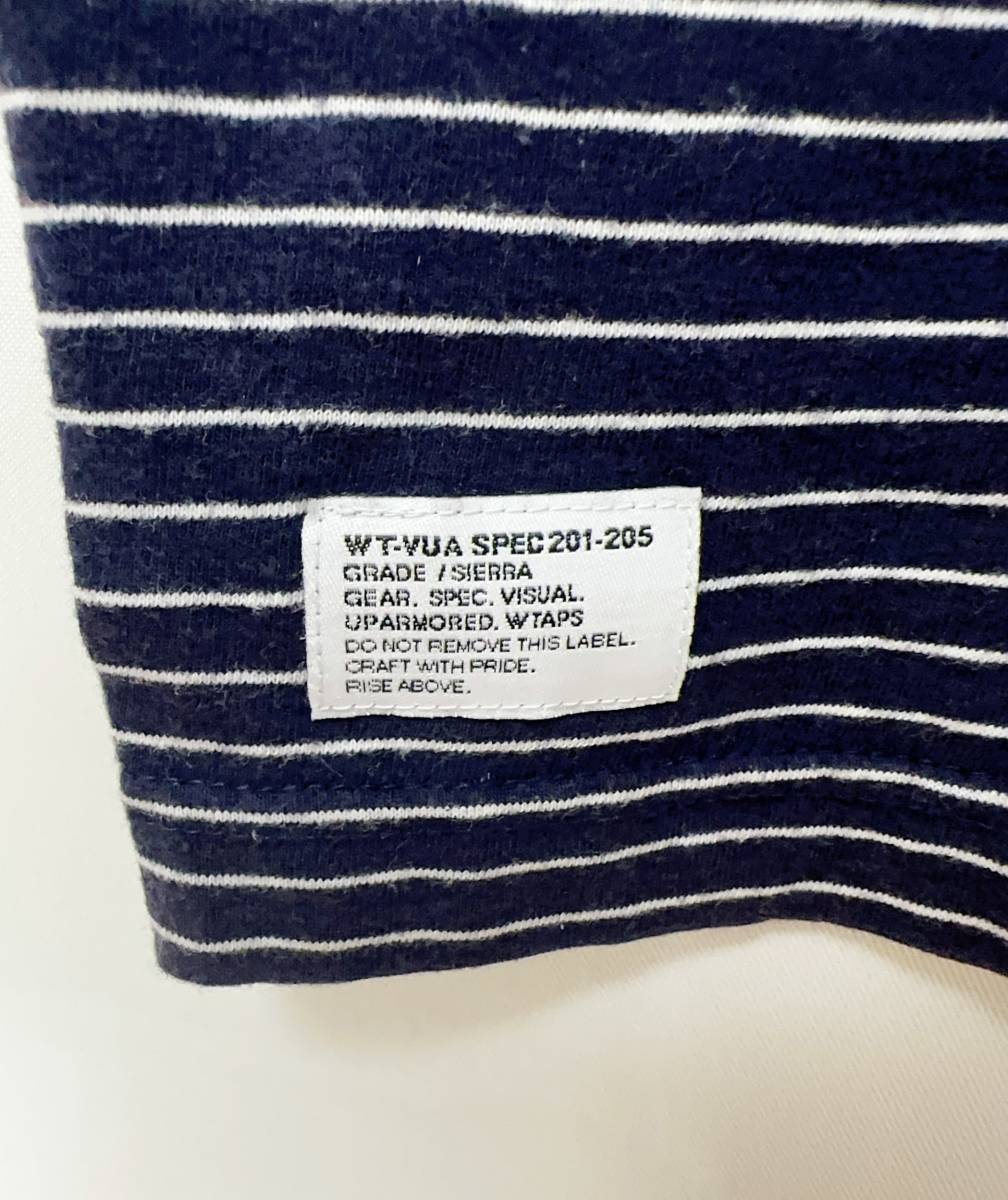 WT-VUA SPEC201-205
GRADE / SIERRA
GEAR. SPEC. VISUAL.
UPARMORED. WTAPS
DO NOT REMOVE THIS LABEL.
CRAFT WITH PRIDE.
RISE ABOVE.